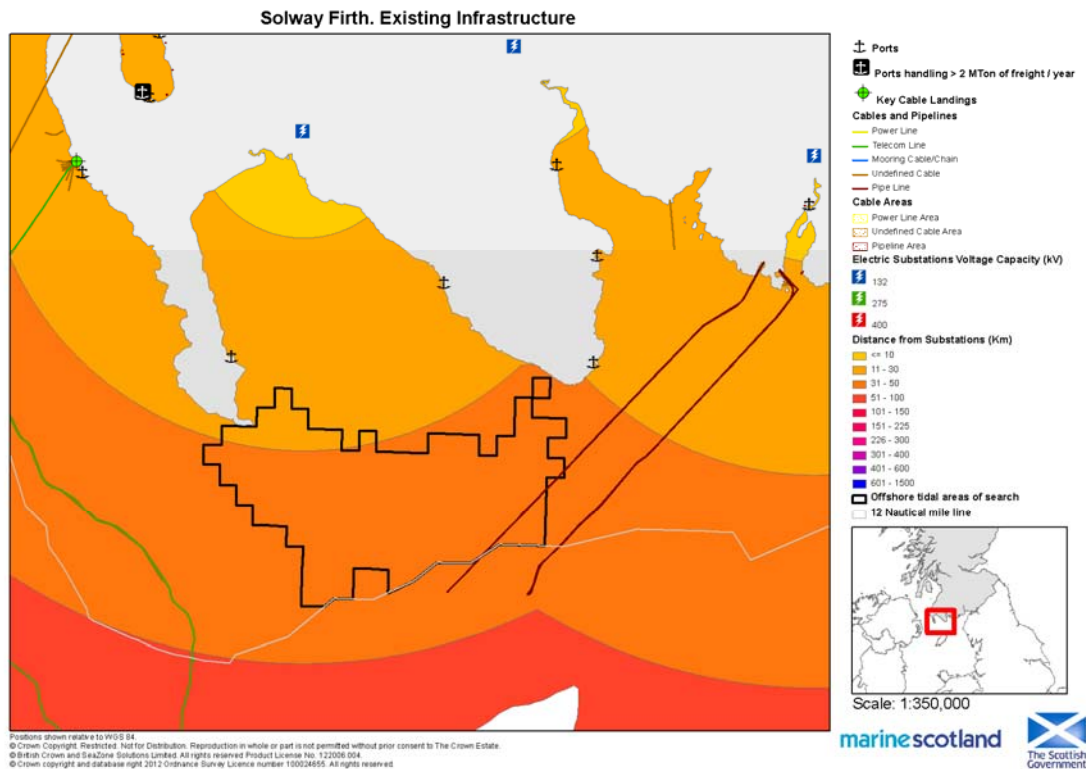 Solway Firth. Existing Infrastructure
Ports
Ports handling > 2 MTon of freight / year
Key Cable Landings
Cables and Pipelines
Power Line
Telecom Line
Mooring Cable/Chain
Undefined Cable
Pipe Line
Cable Areas
Power Line Area
Undefined Cable Area
Pipeline Area
Electric Substations Voltage Capacity (kV)
132
275
400
Distance from Substations (Km)
<= 10
11 - 30
31 - 50
51 - 100
101 - 150
151 - 225
226 - 300
301 - 400
401 - 600
601 - 1500
Offshore tidal areas of search
12 Nautical mile line
Scale: 1:350,000
Positions shown relative to WGS 84.
© Crown Copyright. Restricted. Not for Distribution. Reproduction in whole or part is not permitted without prior consent to The Crown Estate.
© British Crown and SeaZone Solutions Limited. All rights reserved Product License No. 122006.004.
© Crown copyright and database right 2012 Ordnance Survey Licence number 100024655. All rights reserved.
marinescotland
The Scottish
Government